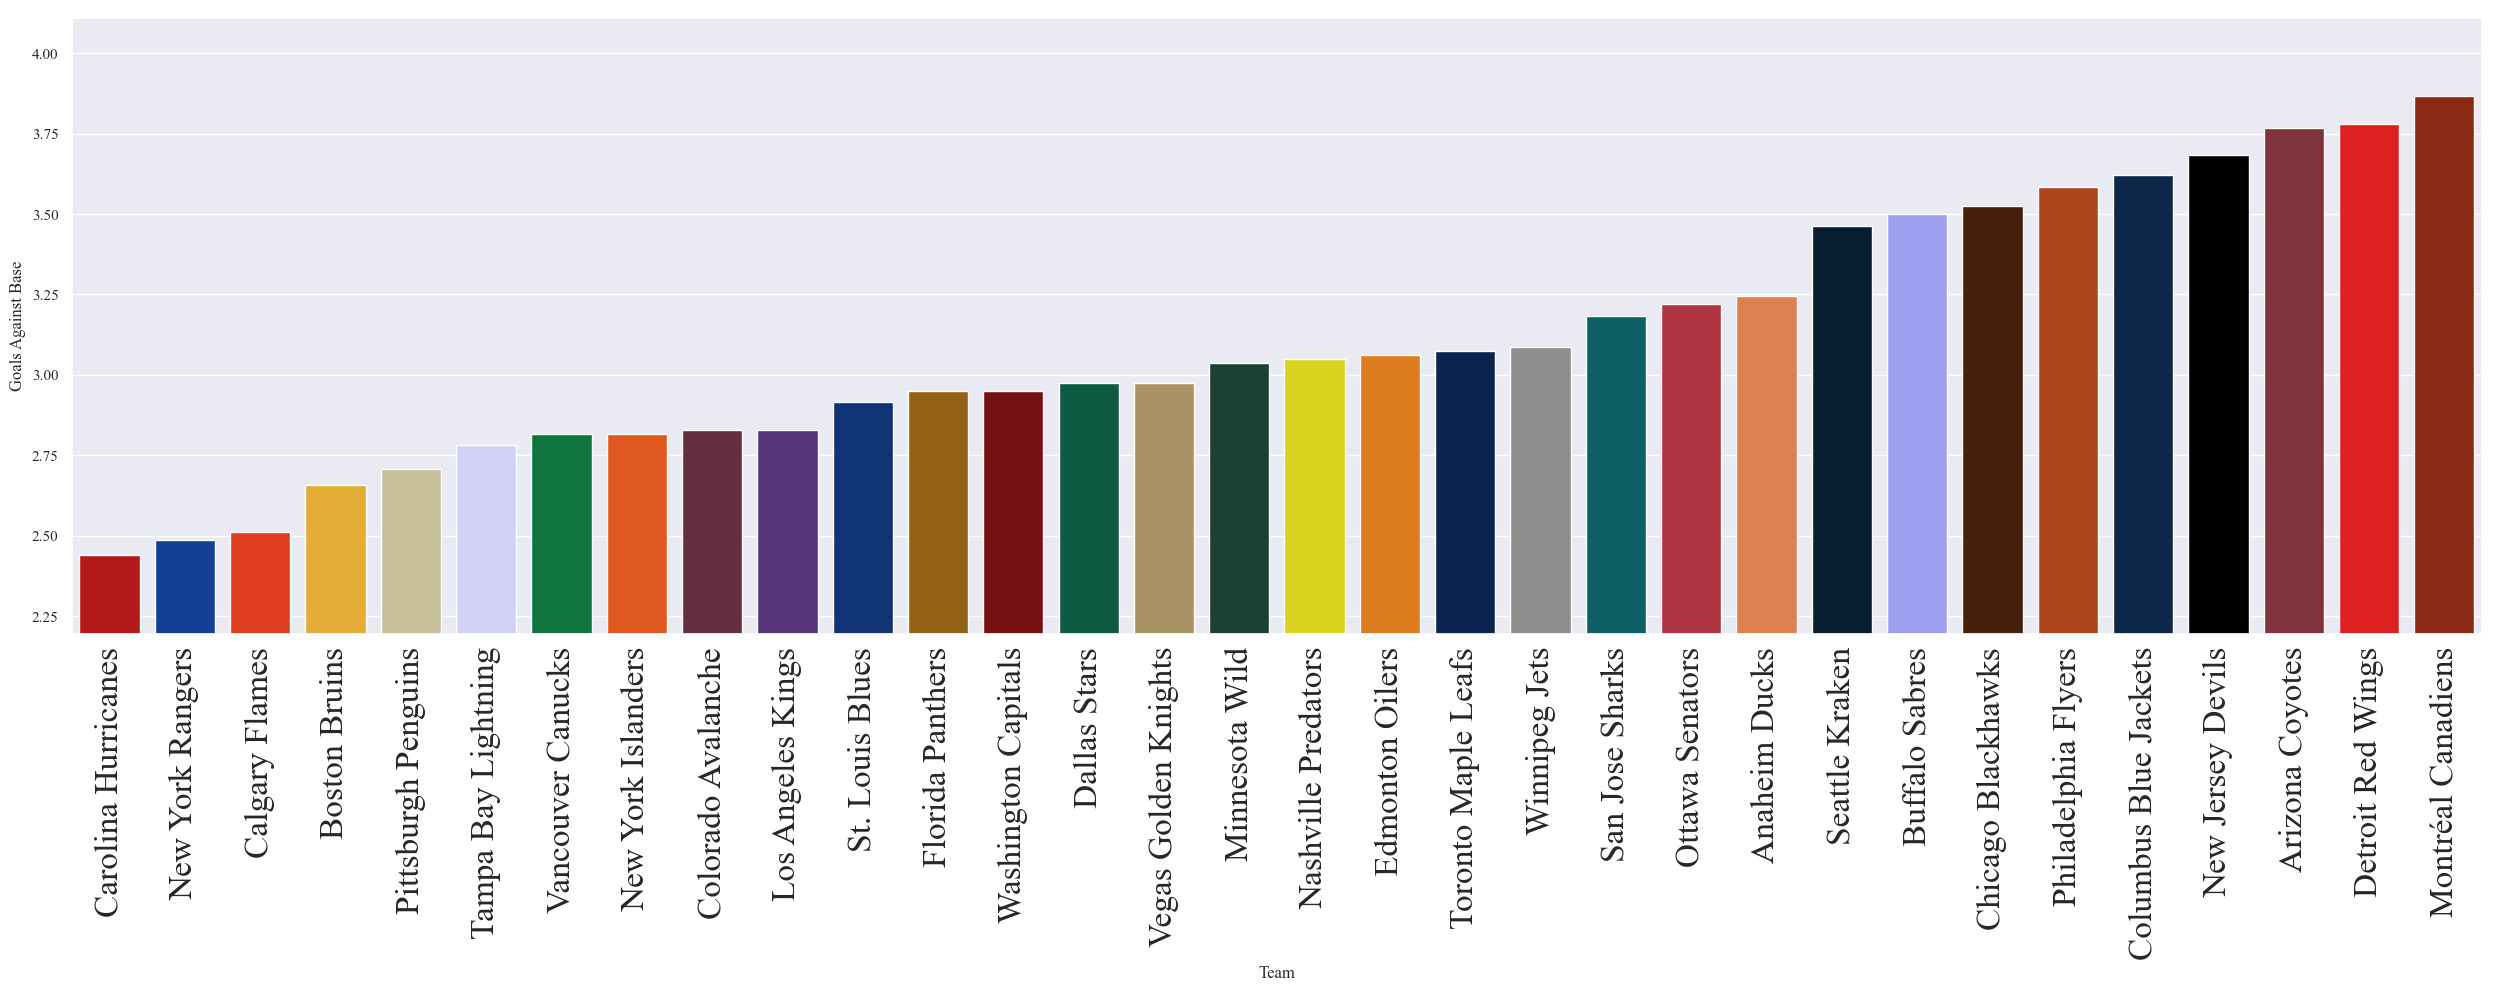 4.00
3.75
3.50
3.25
3.00
2.75
2.50
2.25
Goals Against Base
Carolina Hurricanes
New York Rangers
Calgary Flames
Boston Bruins
Pittsburgh Penguins
Tampa Bay Lightning
Vancouver Canucks
New York Islanders
Colorado Avalanche
Los Angeles Kings
St. Louis Blues
Florida Panthers
Washington Capitals
Dallas Stars
Vegas Golden Knights
Minnesota Wild
Nashville Predators
Edmonton Oilers
Toronto Maple Leafs
Winnipeg Jets
San Jose Sharks
Ottawa Senators
Anaheim Ducks
Seattle Kraken
Buffalo Sabres
Chicago Blackhawks
Philadelphia Flyers
Columbus Blue Jackets
New Jersey Devils
Arizona Coyotes
Detroit Red Wings
Montréal Canadiens
Team